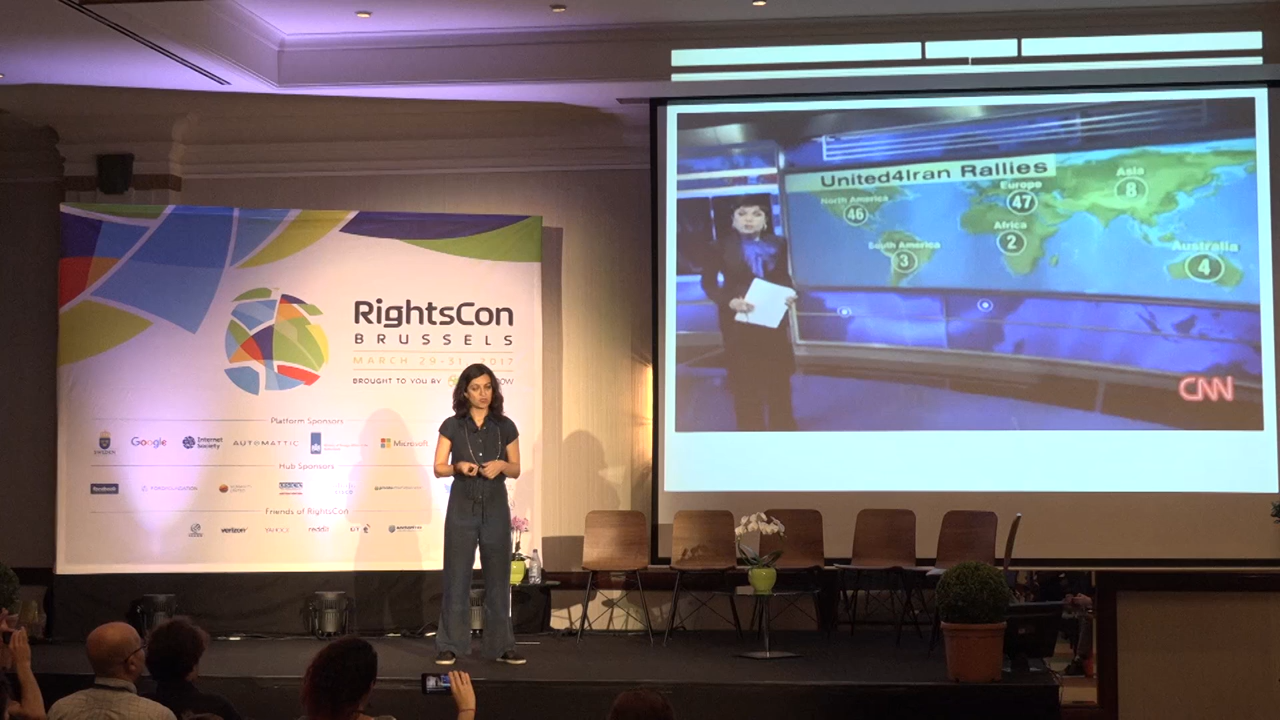 RightsCon
BRUSSELS
MARCH 29-31, 2017
BROUGHT TO YOU BY
Platform Sponsors
SWEDEN
Google
Internet Society
AUTOMATTIC
Microsoft
Hub Sponsors
facebook
Friends of RightsCon
verizon
YAHOO!
reddit
United4Iran Rallies
North America
46
Europe
47
Asia
8
Africa
2
South America
3
Australia
4
CNN